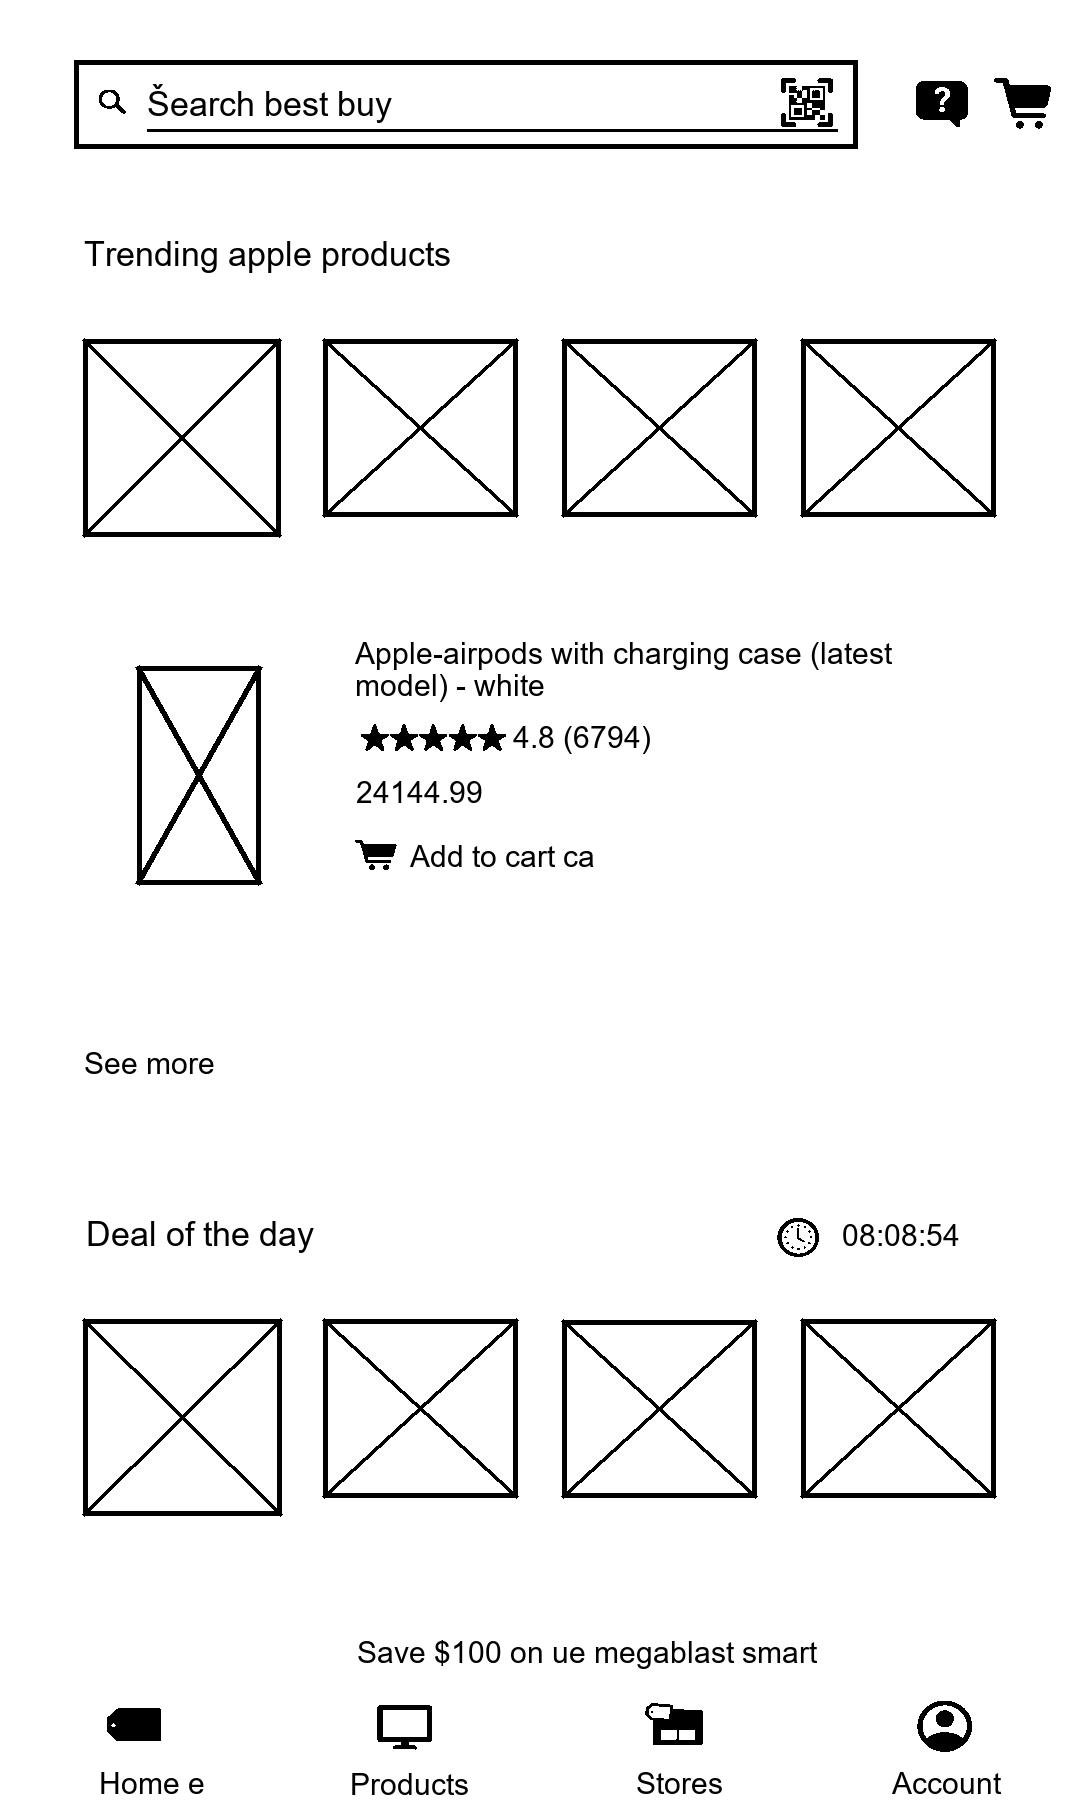 Šearch best buy
Trending apple products
Apple-airpods with charging case (latest
model) - white
4.8 (6794)
24144.99
Add to cart ca
See more
Deal of the day
08:08:54
Save $100 on ue megablast smart
Home e
Products
Stores
Account